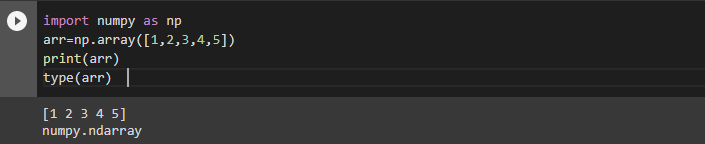 import numpy as np
arr=np.array([1,2,3,4,5])
print(arr)
type(arr)
[1 2 3 4 5]
numpy.ndarray